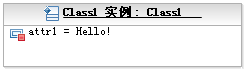 Class1 实例: Class1
attr1 = Hello!